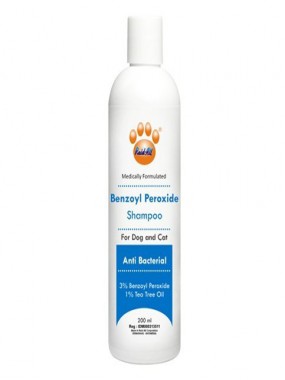 Medically Formulated
Benzoyl Peroxide
Shampoo
For Dog and Cat
Anti Bacterial
3% Benzoyl Peroxide
1% Tea Tree Oil
200 ml